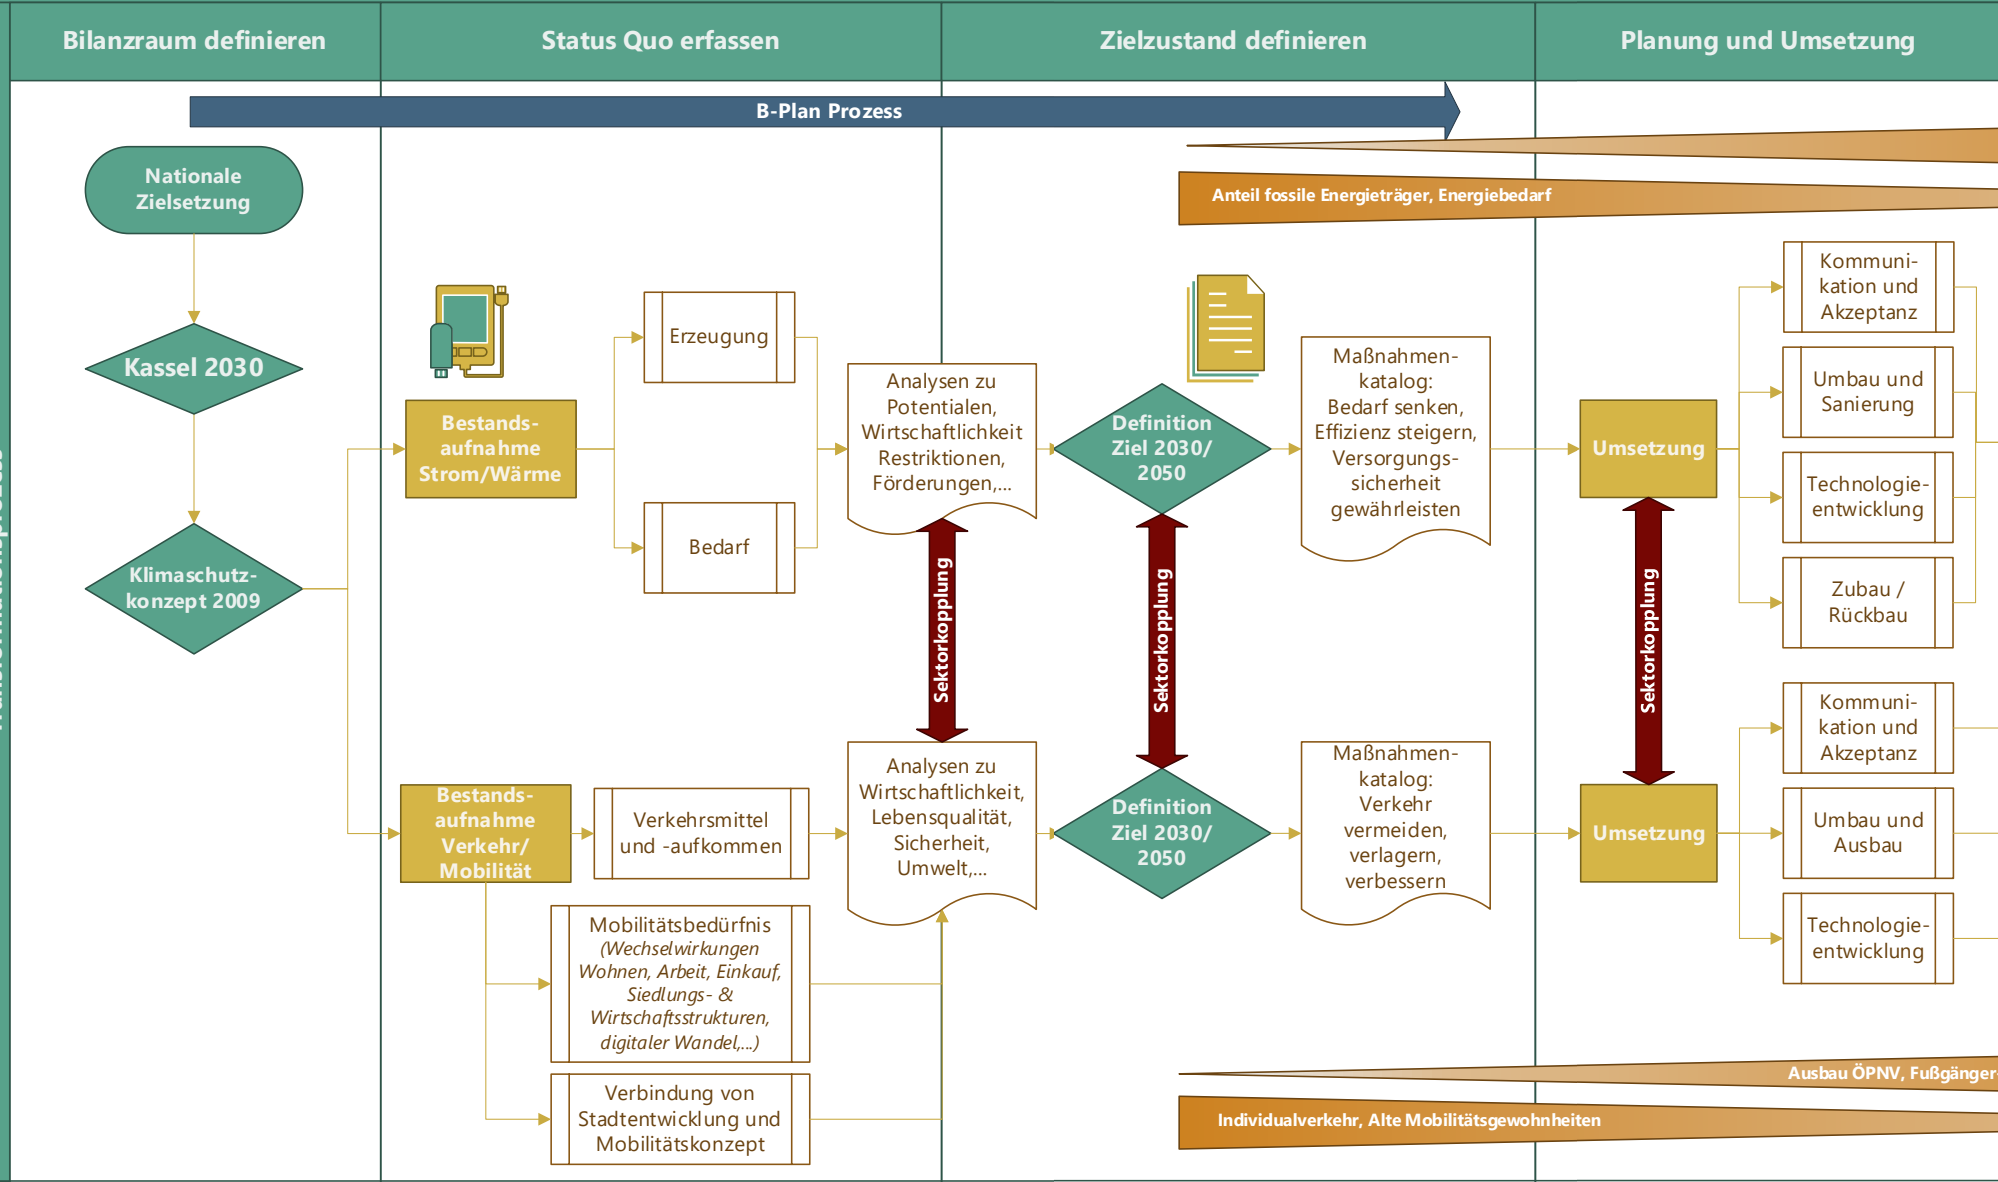 Bilanzraum definieren
Status Quo erfassen
Zielzustand definieren
Planung und Umsetzung
B-Plan Prozess
Anteil fossile Energieträger, Energiebedarf
Nationale
Zielsetzung
Kassel 2030
Klimaschutz-
konzept 2009
Bestands-
aufnahme
Strom/Wärme
Erzeugung
Bedarf
Analysen zu
Potentialen,
Wirtschaftlichkeit
Restriktionen,
Förderungen,...
Definition
Ziel 2030/
2050
Maßnahmen-
katalog:
Bedarf senken,
Effizienz steigern,
Versorgungs-
sicherheit
gewährleisten
Umsetzung
Kommuni-
kation und
Akzeptanz
Umbau und
Sanierung
Technologie-
entwicklung
Zubau /
Rückbau
Sektorkopplung
Sektorkopplung
Sektorkopplung
Bestands-
aufnahme
Verkehr/
Mobilität
Verkehrsmittel
und -aufkommen
Mobilitätsbedürfnis
(Wechselwirkungen
Wohnen, Arbeit, Einkauf,
Siedlungs- &
Wirtschaftsstrukturen,
digitaler Wandel,...)
Verbindung von
Stadtentwicklung und
Mobilitätskonzept
Analysen zu
Wirtschaftlichkeit,
Lebensqualität,
Sicherheit,
Umwelt,...
Definition
Ziel 2030/
2050
Maßnahmen-
katalog:
Verkehr
vermeiden,
verlagern,
verbessern
Umsetzung
Kommuni-
kation und
Akzeptanz
Umbau und
Ausbau
Technologie-
entwicklung
Ausbau ÖPNV, Fußgänger-
Individualverkehr, Alte Mobilitätsgewohnheiten